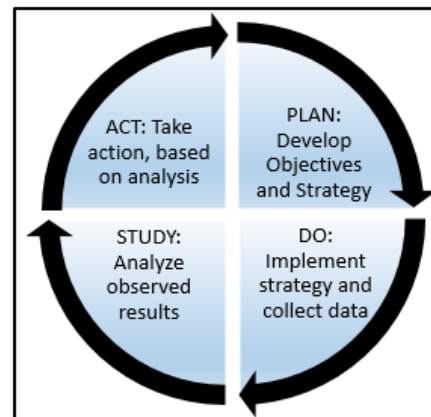 ACT: Take
action, based
on analysis
PLAN:
Develop
Objectives
and Strategy
STUDY:
Analyze
observed
results
DO:
Implement
strategy and
collect data